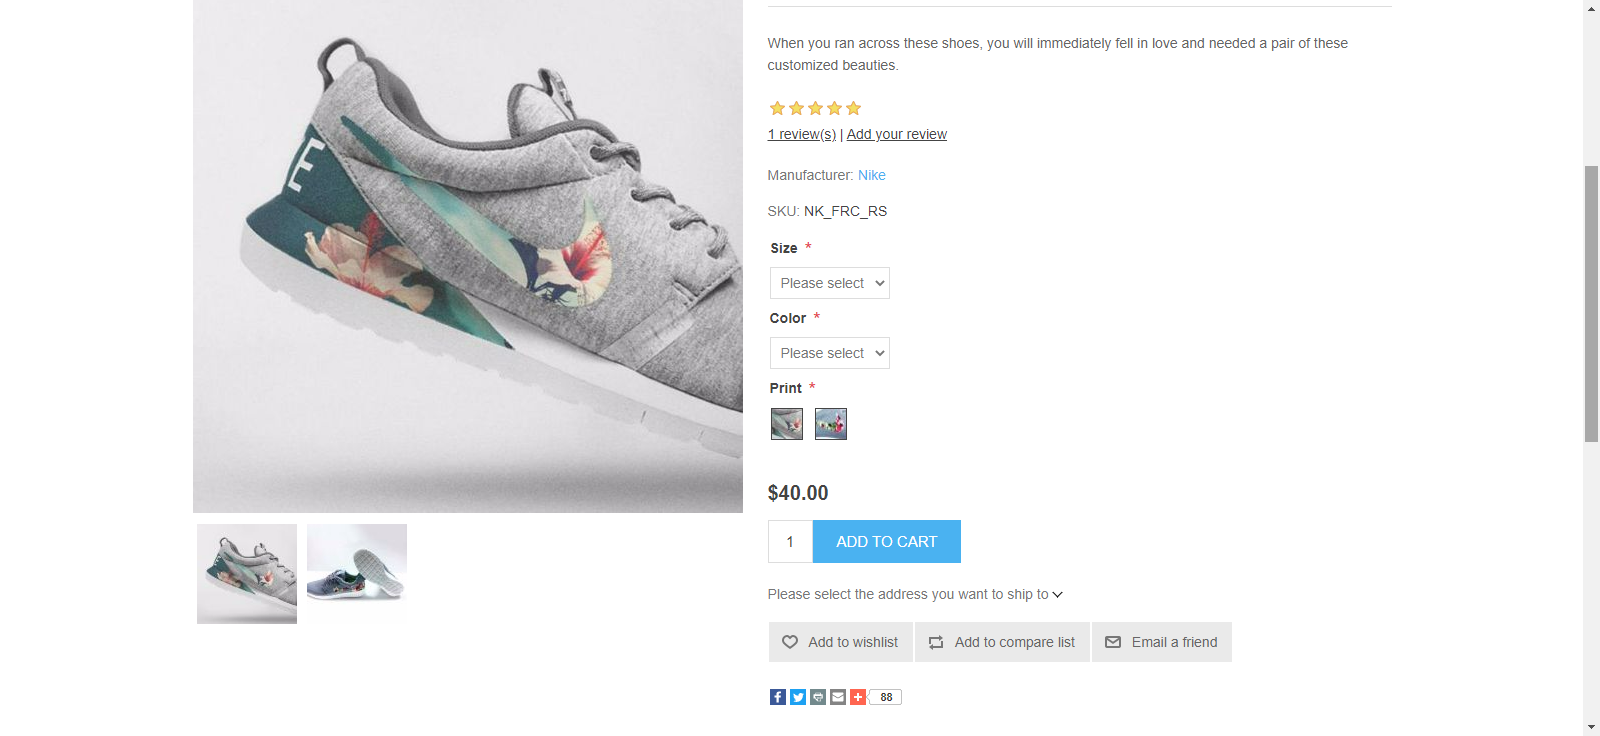 When you ran across these shoes, you will immediately fell in love and needed a pair of these
customized beauties.
1 review(s) | Add your review
Manufacturer: Nike
SKU: NK_FRC_RS
Size *
Please select
Color *
Please select
Print *
$40.00
1 ADD TO CART
Please select the address you want to ship to
Add to wishlist Add to compare list Email a friend
88
E